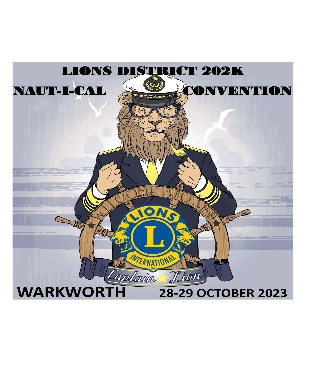 LIONS DISTRICT 202K
NAUT-I-CAL CONVENTION
LIONS
L
INTERNATIONAL
Captain Lion
WARKWORTH 28-29 OCTOBER 2023